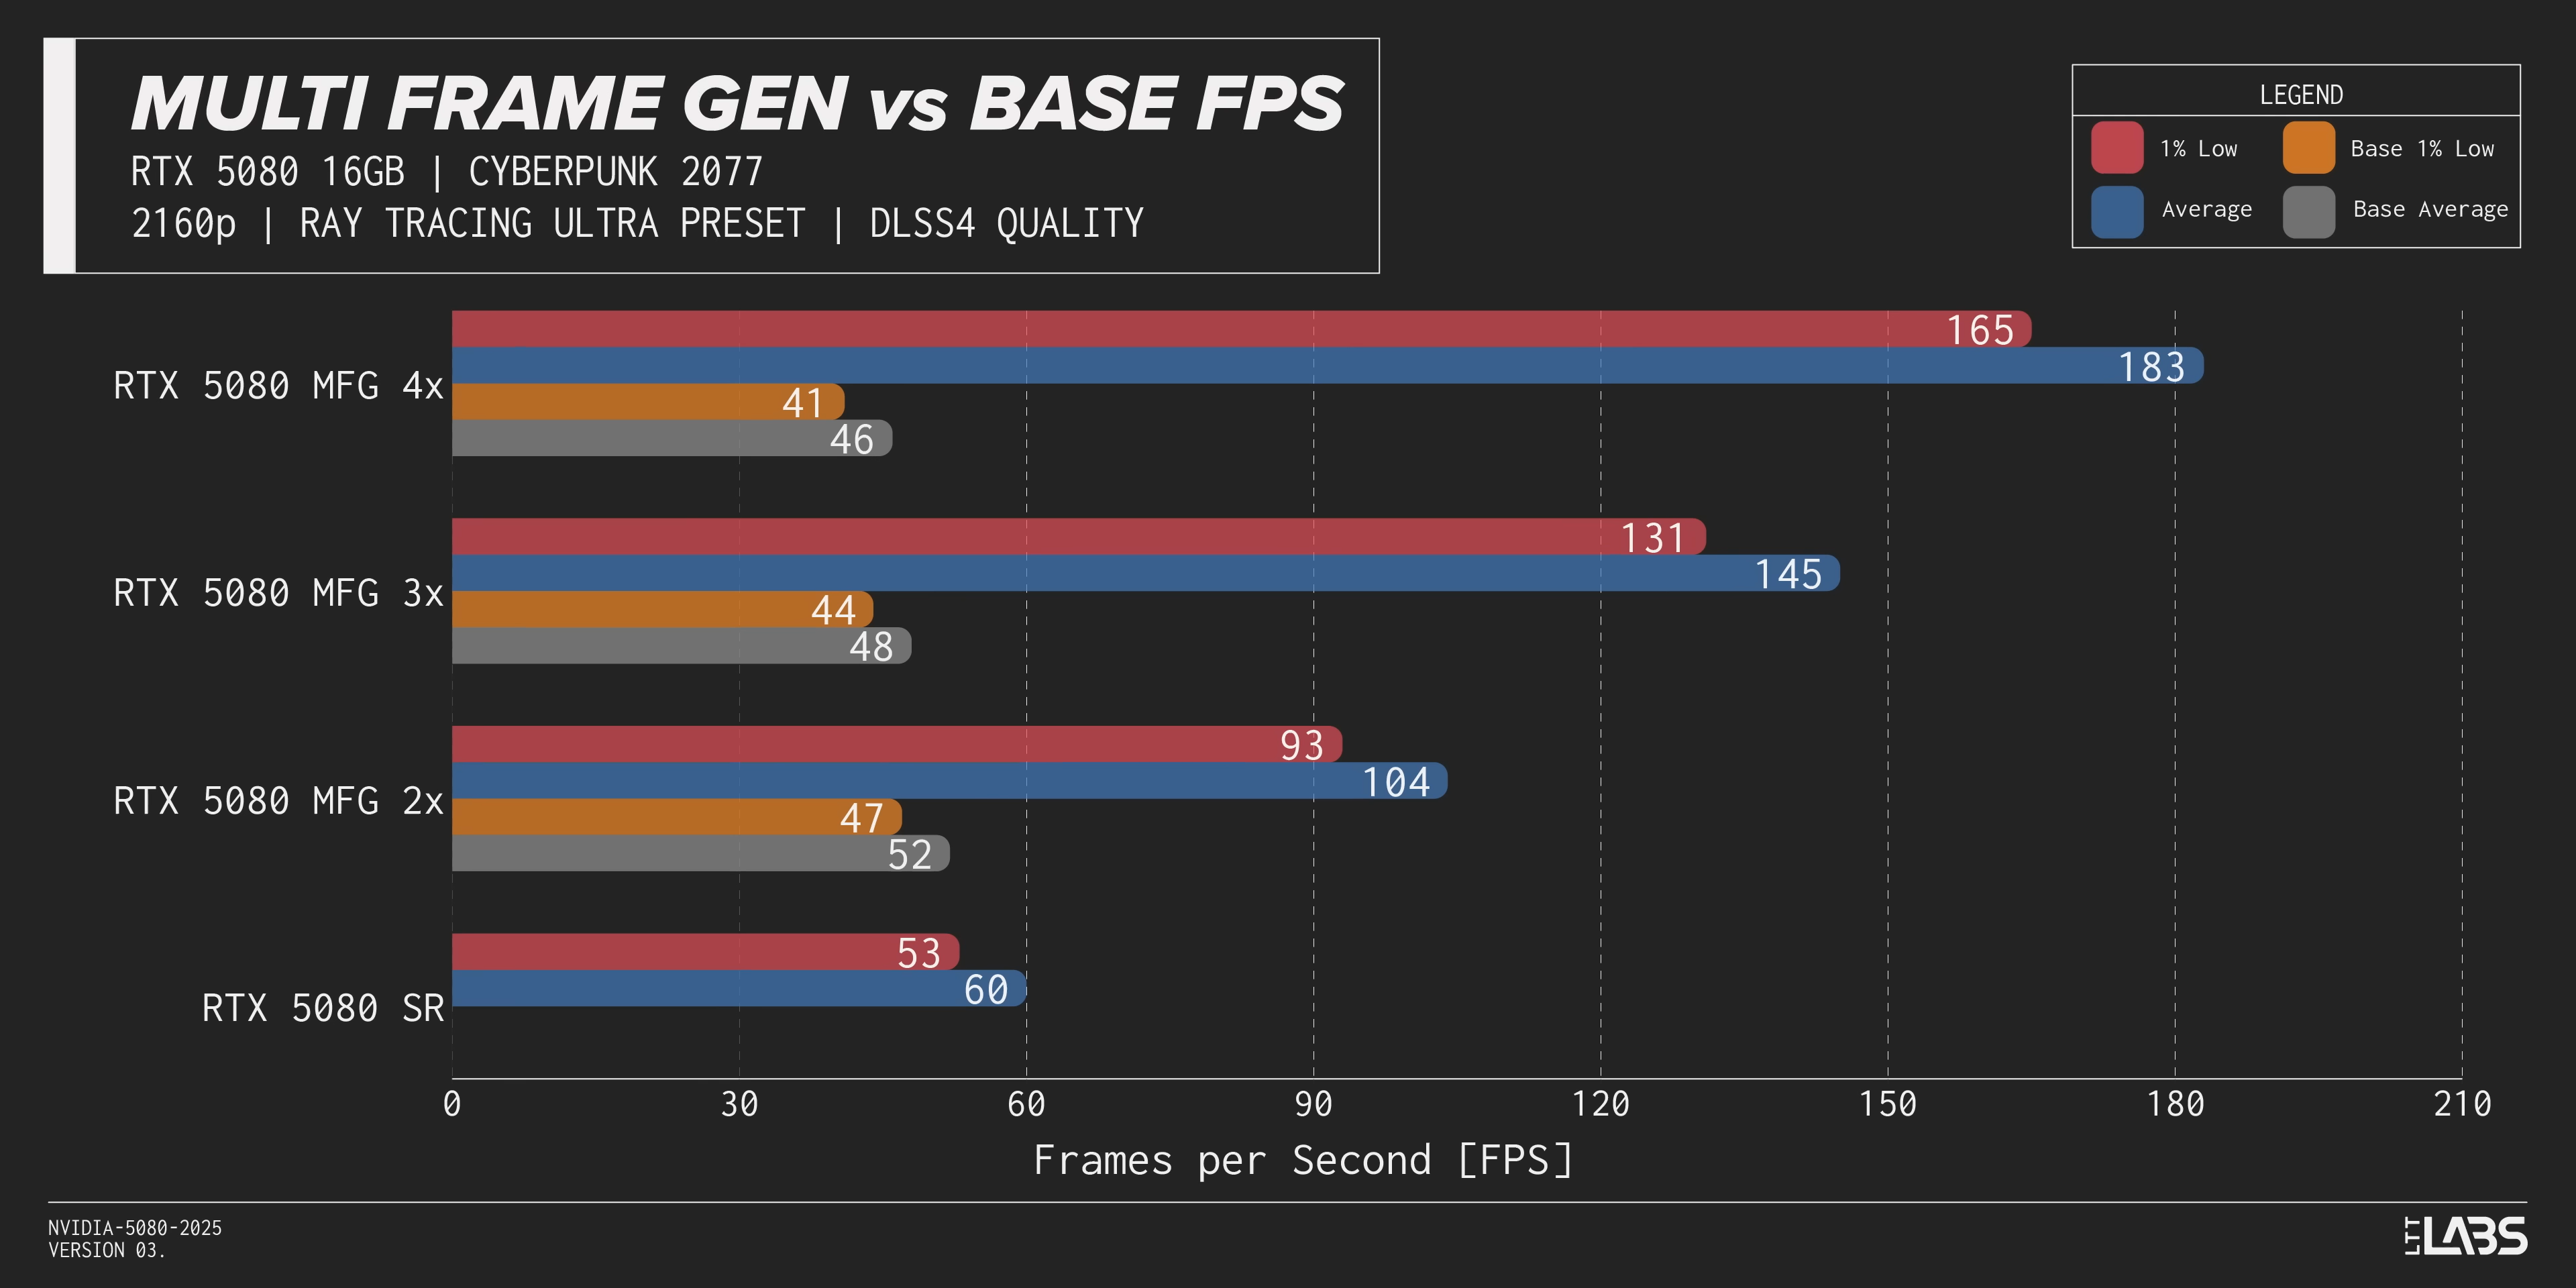 MULTI FRAME GEN vs BASE FPS
RTX 5080 16GB | CYBERPUNK 2077
2160p | RAY TRACING ULTRA PRESET | DLSS4 QUALITY
LEGEND
1% Low
Base 1% Low
Average
Base Average
RTX 5080 MFG 4x
165
183
41
46
RTX 5080 MFG 3x
131
145
44
48
RTX 5080 MFG 2x
93
104
47
52
RTX 5080 SR
53
60
0 30 60 90 120 150 180 210
Frames per Second [FPS]
NVIDIA-5080-2025
VERSION 03.
LTT LABS